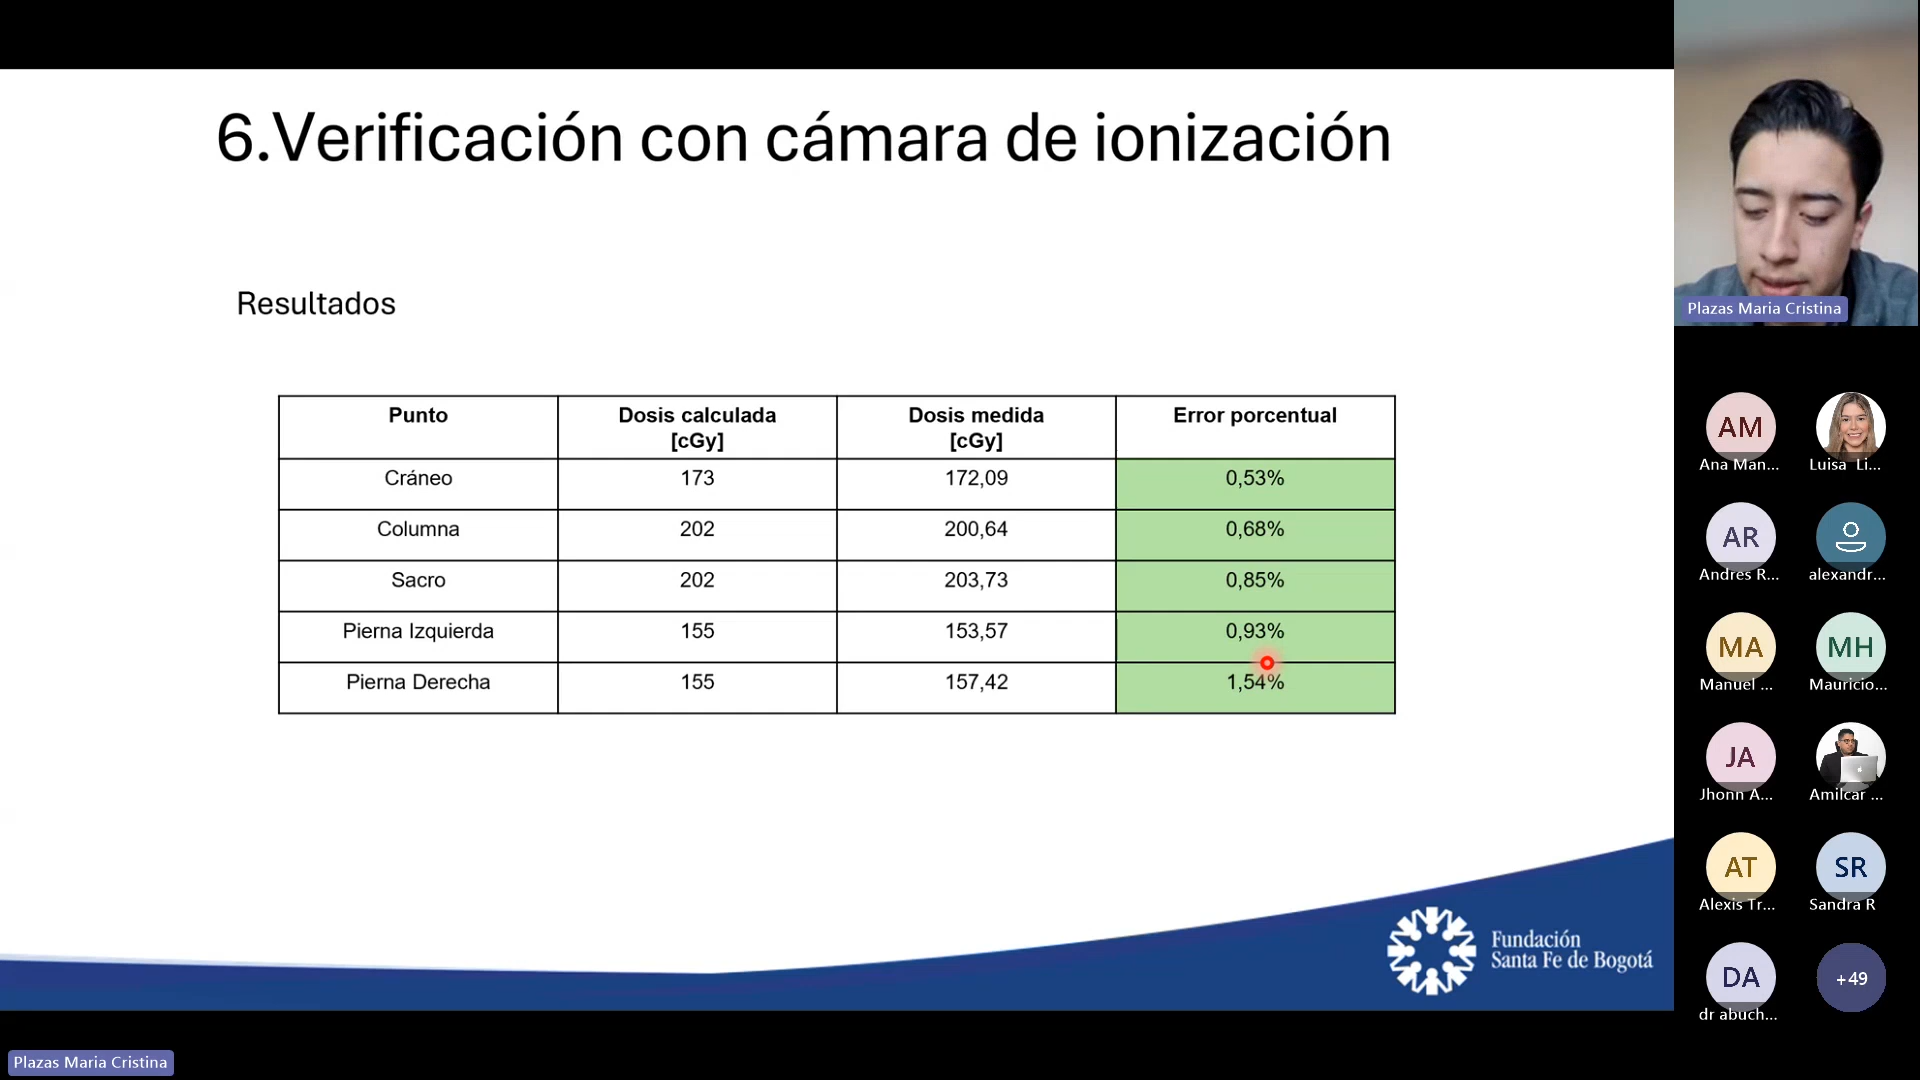 6.Verificación con cámara de ionización
Resultados
Punto
Dosis calculada
[cGy]
Dosis medida
[cGy]
Error porcentual
Cráneo
173
172,09
0,53%
Columna
202
200,64
0,68%
Sacro
202
203,73
0,85%
Pierna Izquierda
155
153,57
0,93%
Pierna Derecha
155
157,42
1,54%
Fundación
Santa Fe de Bogotá
Plazas Maria Cristina
Plazas Maria Cristina
AM
Ana Man...
Luisa Li...
AR
Andres R...
alexandr...
MA
Manuel ...
MH
Mauricio...
JA
Jhonn A...
Amilcar ...
AT
Alexis Tr...
SR
Sandra R
DA
dr abuch...
+49